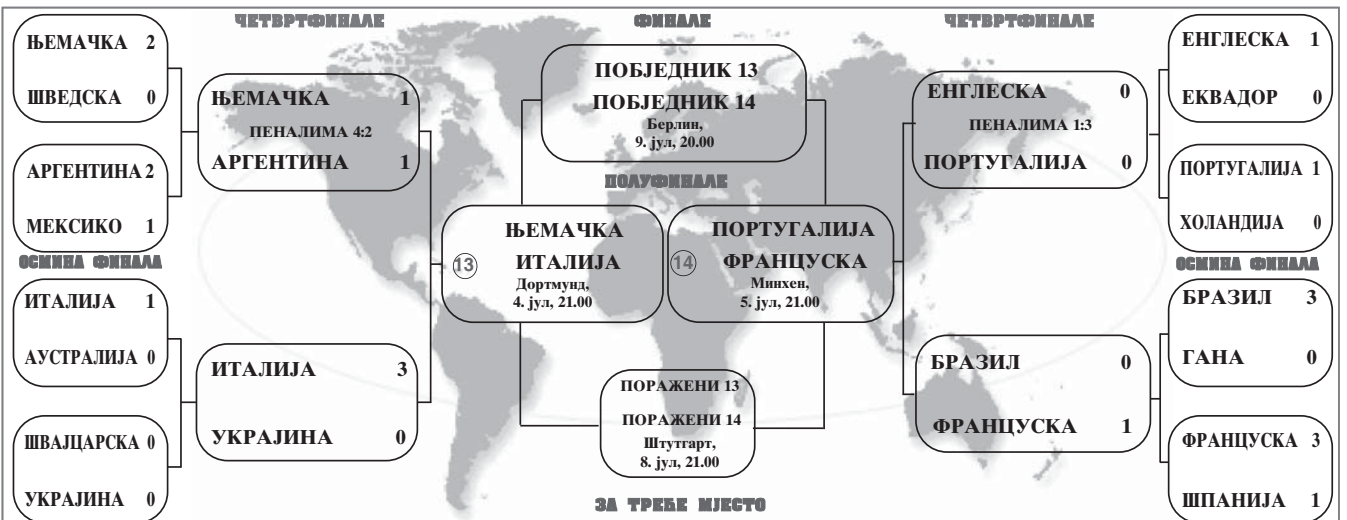 ЧЕТВРТФИНАЛЕ
ФИНАЛЕ
ЧЕТВРТФИНАЛЕ
ЊЕМАЧКА 2
ШВЕДСКА 0
АРГЕНТИНА 2
МЕКСИКО 1
ОСМИНА ФИНАЛА
ИТАЛИЈА 1
АУСТРАЛИЈА 0
ШВАЈЦАРСКА 0
УКРАЈИНА 0
ЊЕМАЧКА 1
ПЕНАЛИМА 4:2
АРГЕНТИНА 1
ИТАЛИЈА 3
УКРАЈИНА 0
ПОБЈЕДНИК 13
ПОБЈЕДНИК 14
Берлин,
9. јул, 20.00
ПОЛУФИНАЛЕ
13
ЊЕМАЧКА
ИТАЛИЈА
Дортмунд,
4. јул, 21.00
14
ПОРТУГАЛИЈА
ФРАНЦУСКА
Минхен,
5. јул, 21.00
ПОРАЖЕНИ 13
ПОРАЖЕНИ 14
Штутгарт,
8. јул, 21.00
ЗА ТРЕЋЕ МЈЕСТО
ЕНГЛЕСКА 0
ПЕНАЛИМА 1:3
ПОРТУГАЛИЈА 0
БРАЗИЛ 0
ФРАНЦУСКА 1
ЕНГЛЕСКА 1
ЕКВАДОР 0
ПОРТУГАЛИЈА 1
ХОЛАНДИЈА 0
ОСМИНА ФИНАЛА
БРАЗИЛ 3
ГАНА 0
ФРАНЦУСКА 3
ШПАНИЈА 1